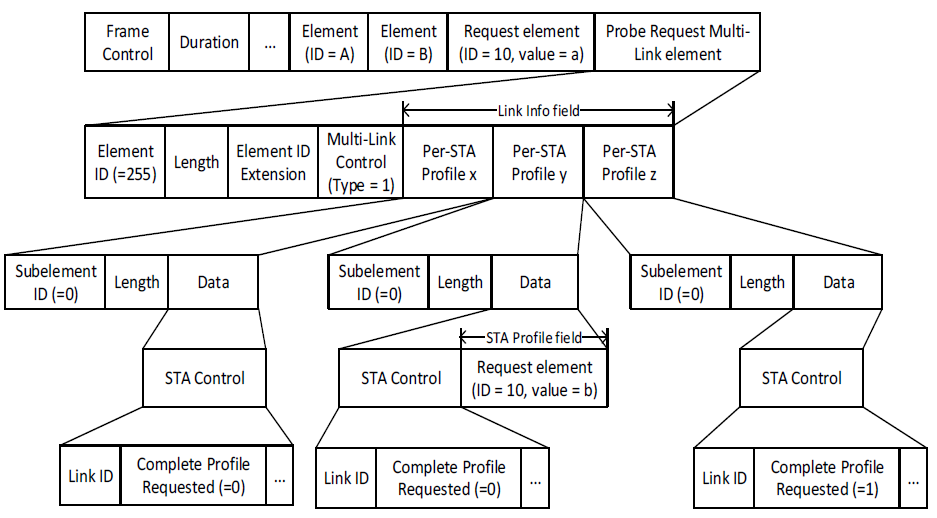 Frame
Control
Duration
...
Element
(ID = A)
Element
(ID = B)
Request element
(ID = 10, value = a)
Probe Request Multi-
Link element
Link Info field
Element
ID (=255)
Length
Element ID
Extension
Multi-Link
Control
(Type = 1)
Per-STA
Profile x
Per-STA
Profile y
Per-STA
Profile z
Subelement
ID (=0)
Length
Data
Subelement
ID (=0)
Length
Data
Subelement
ID (=0)
Length
Data
STA Control
STA Control
STA Profile field
Request element
(ID = 10, value = b)
STA Control
Link ID
Complete Profile
Requested (=0)
...
Link ID
Complete Profile
Requested (=0)
...
Link ID
Complete Profile
Requested (=1)
...